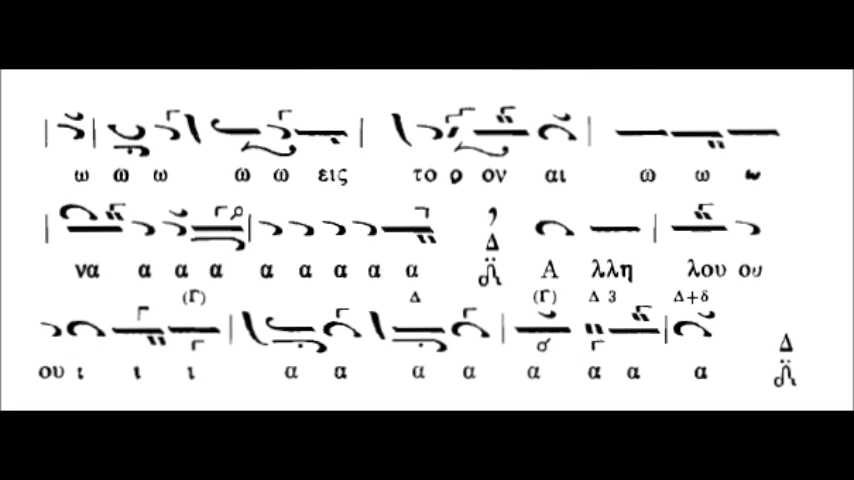 ω ω ω ω ω εις το ο ον αι ω ω ω
να α α α α α α α α Δ Α λλη λου ου
(Γ) Δ (Γ) Δ 3 Δ+δ
ου ι ι ι α α α α α α α α Δ